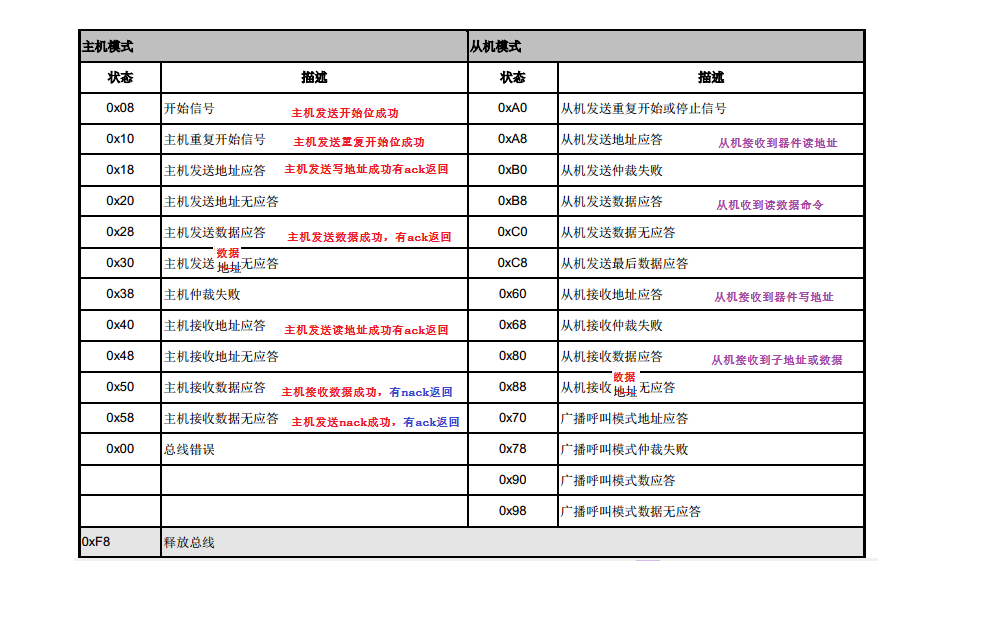 主机模式 从机模式
状态 描述 状态 描述
0x08 开始信号 主机发送开始位成功 0xA0 从机发送重复开始或停止信号
0x10 主机重复开始信号 主机发送重复开始位成功 0xA8 从机发送地址应答 从机接收到器件读地址
0x18 主机发送地址应答 主机发送写地址成功有ack返回 0xB0 从机发送仲裁失败
0x20 主机发送地址无应答 0xB8 从机发送数据应答 从机收到读数据命令
0x28 主机发送数据应答 主机发送数据成功，有ack返回 0xC0 从机发送数据无应答
数据
0x30 主机发送地址无应答 0xC8 从机发送最后数据应答
0x38 主机仲裁失败 0x60 从机接收地址应答 从机接收到器件写地址
0x40 主机接收地址应答 主机发送读地址成功有ack返回 0x68 从机接收仲裁失败
0x48 主机接收地址无应答 0x80 从机接收数据应答 从机接收到子地址或数据
数据
0x50 主机接收数据应答 主机接收数据成功，有nack返回 0x88 从机接收地址无应答
0x58 主机接收数据无应答 主机发送nack成功，有ack返回 0x70 广播呼叫模式地址应答
0x00 总线错误 0x78 广播呼叫模式仲裁失败
0x90 广播呼叫模式数应答
0x98 广播呼叫模式数据无应答
0xF8 释放总线